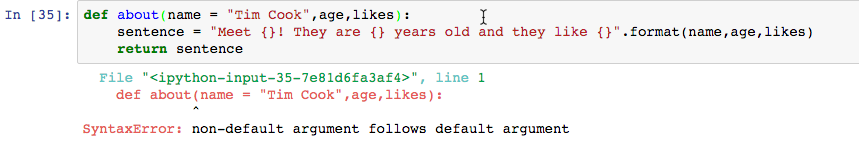 In [35]: def about(name = "Tim Cook",age,likes):
    sentence = "Meet {}! They are {} years old and they like {}".format(name,age,likes)
    return sentence
  File "<ipython-input-35-7e81d6fa3af4>", line 1
    def about(name = "Tim Cook",age,likes):
             ^
SyntaxError: non-default argument follows default argument